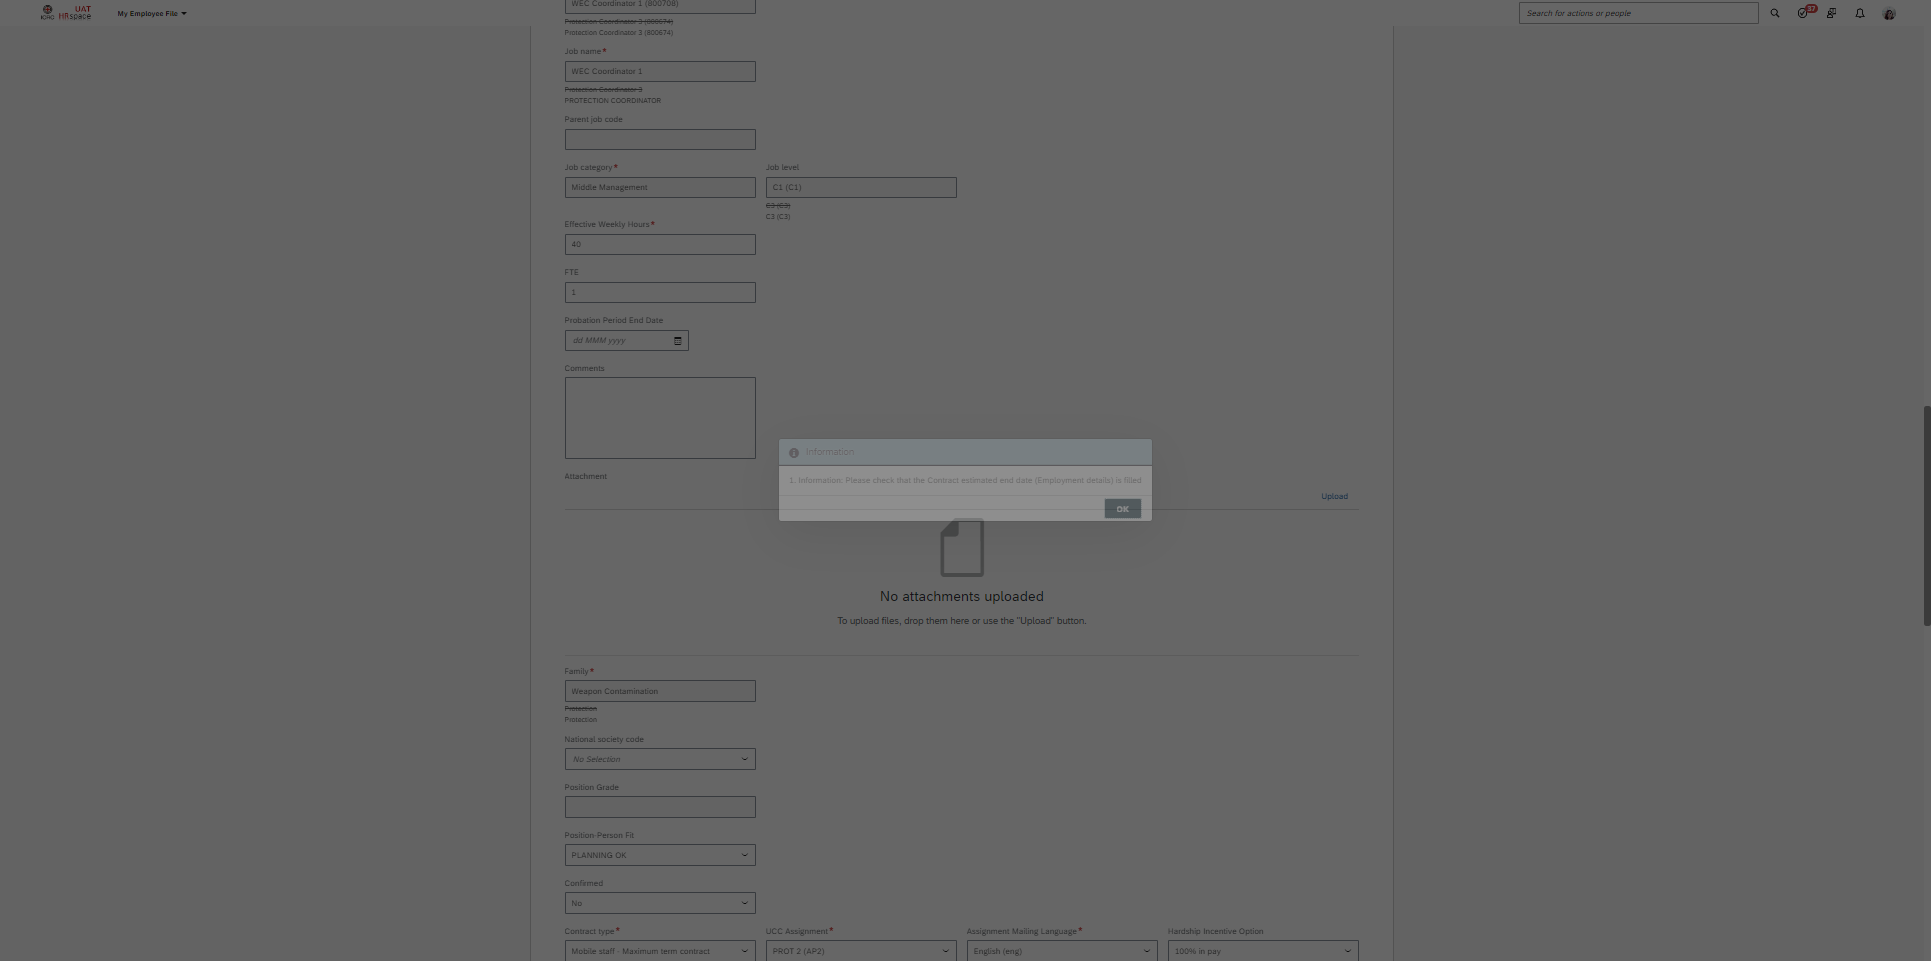 ICRC
UAT
HRspace
My Employee File
Search for actions or people
37
WEC Coordinator 1 (800708)
Protection Coordinator 3 (800674)
Protection Coordinator 3 (800674)
Job name*
WEC Coordinator 1
Protection Coordinator 3
PROTECTION COORDINATOR
Parent job code
Job category* Job level
Middle Management C1 (C1)
C3 (C3)
C3 (C3)
Effective Weekly Hours*
40
FTE
1
Probation Period End Date
dd MMM yyyy
Comments
Information
1. Information: Please check that the Contract estimated end date (Employment details) is filled
OK
Attachment
Upload
No attachments uploaded
To upload files, drop them here or use the "Upload" button.
Family*
Weapon Contamination
Protection
Protection
National society code
No Selection
Position Grade
Position-Person Fit
PLANNING OK
Confirmed
No
Contract type* UCC Assignment* Assignment Mailing Language* Hardship Incentive Option
Mobile staff - Maximum term contract PROT 2 (AP2) English (eng) 100% in pay